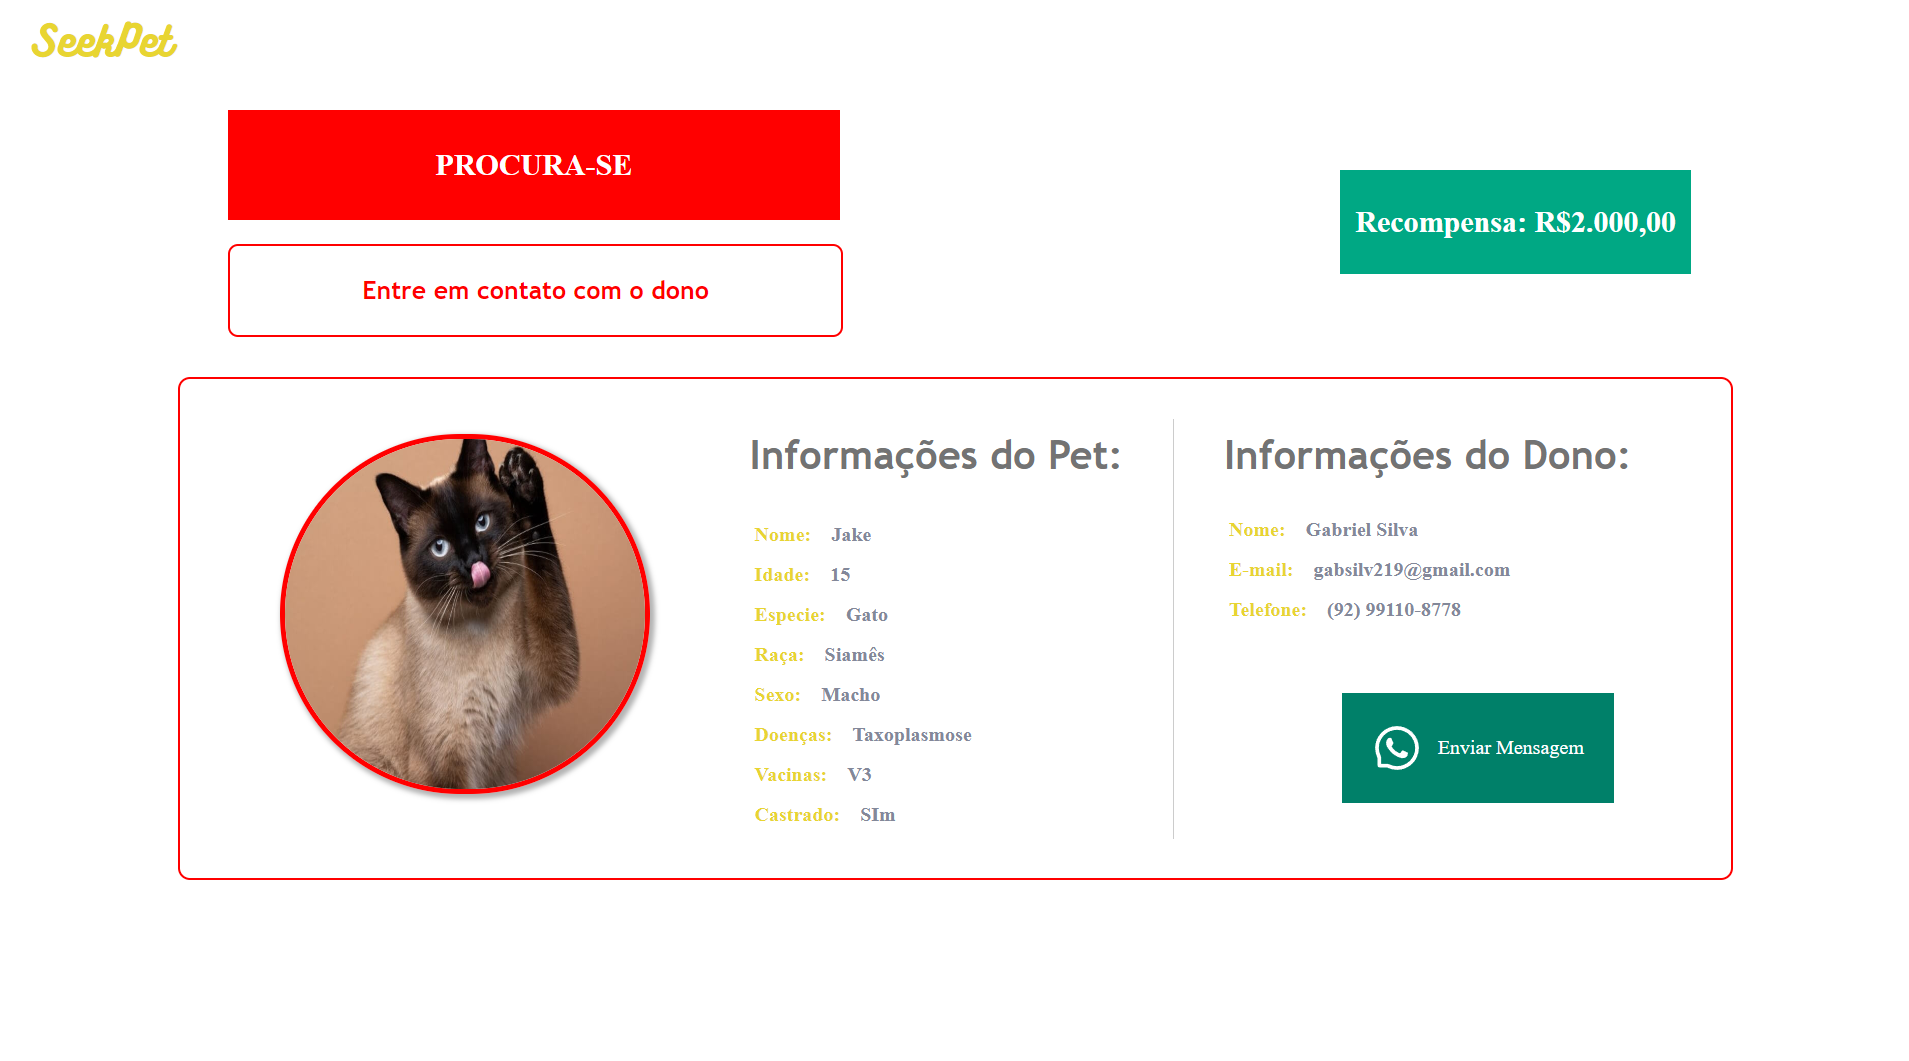 SeekPet
PROCURA-SE
Recompensa: R$2.000,00
Entre em contato com o dono
Informações do Pet:
Nome: Jake
Idade: 15
Especie: Gato
Raça: Siamês
Sexo: Macho
Doenças: Taxoplasmose
Vacinas: V3
Castrado: SIm
Informações do Dono:
Nome: Gabriel Silva
E-mail: gabsilv219@gmail.com
Telefone: (92) 99110-8778
Enviar Mensagem